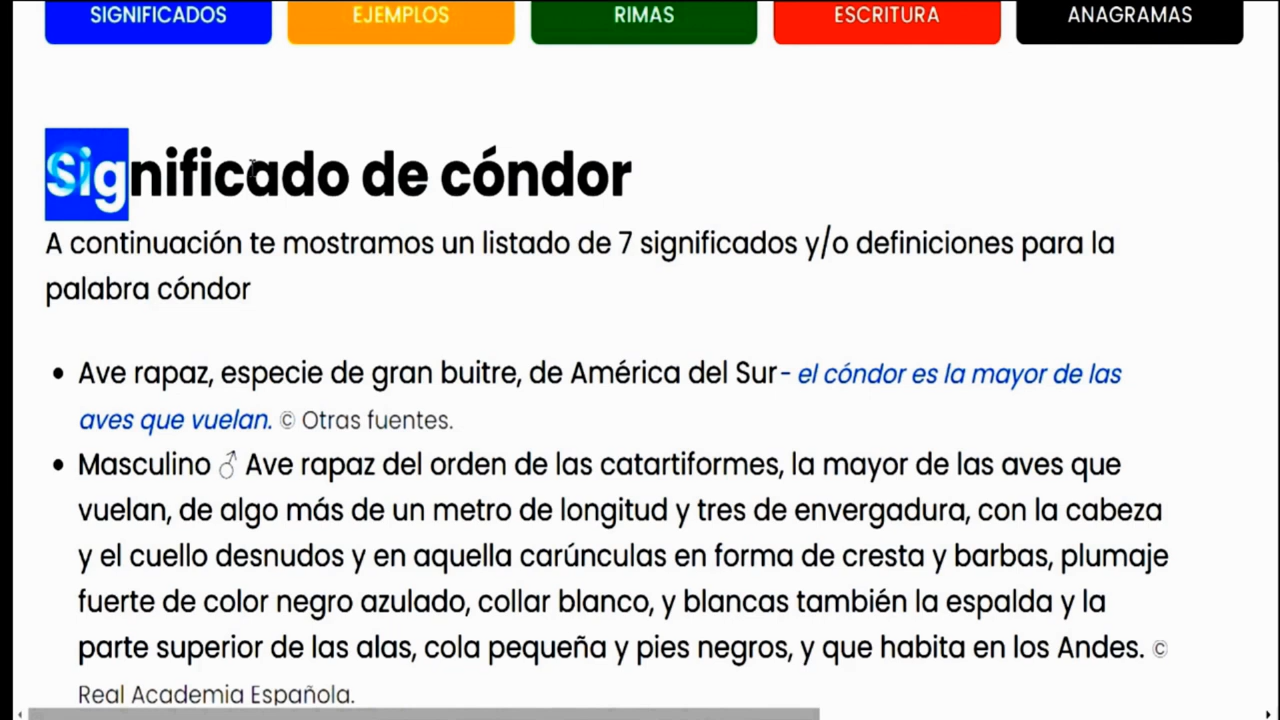 SIGNIFICADOS EJEMPLOS RIMAS ESCRITURA ANAGRAMAS
Significado de cóndor
A continuación te mostramos un listado de 7 significados y/o definiciones para la
palabra cóndor
• Ave rapaz, especie de gran buitre, de América del Sur- el cóndor es la mayor de las
aves que vuelan. © Otras fuentes.
• Masculino ♂ Ave rapaz del orden de las catartiformes, la mayor de las aves que
vuelan, de algo más de un metro de longitud y tres de envergadura, con la cabeza
y el cuello desnudos y en aquella carúnculas en forma de cresta y barbas, plumaje
fuerte de color negro azulado, collar blanco, y blancas también la espalda y la
parte superior de las alas, cola pequeña y pies negros, y que habita en los Andes. ©
Real Academia Española.